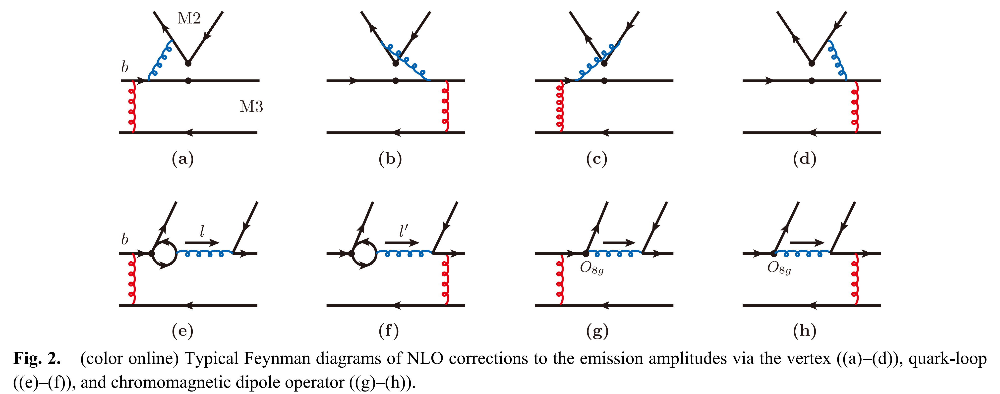 M2
b
M3
(a) (b) (c) (d)
b l l′
O8g O8g
(e) (f) (g) (h)
Fig. 2. (color online) Typical Feynman diagrams of NLO corrections to the emission amplitudes via the vertex ((a)–(d)), quark-loop
((e)–(f)), and chromomagnetic dipole operator ((g)–(h)).